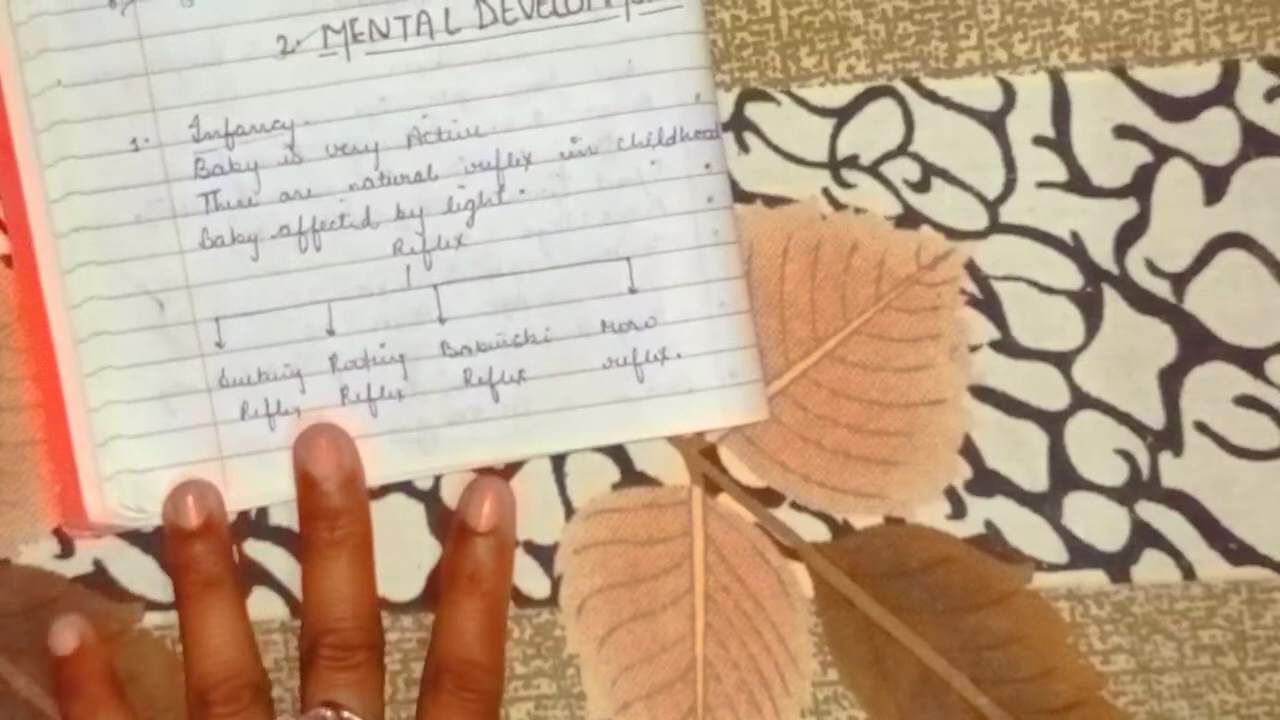 2. MENTAL DEVELOPM
1. Infancy.
Baby is very Active.
There are natural reflex in childhood
Baby affected by light.
Reflex
Sucking Rooting Babinski Moro
Reflex Reflex Reflex reflex.